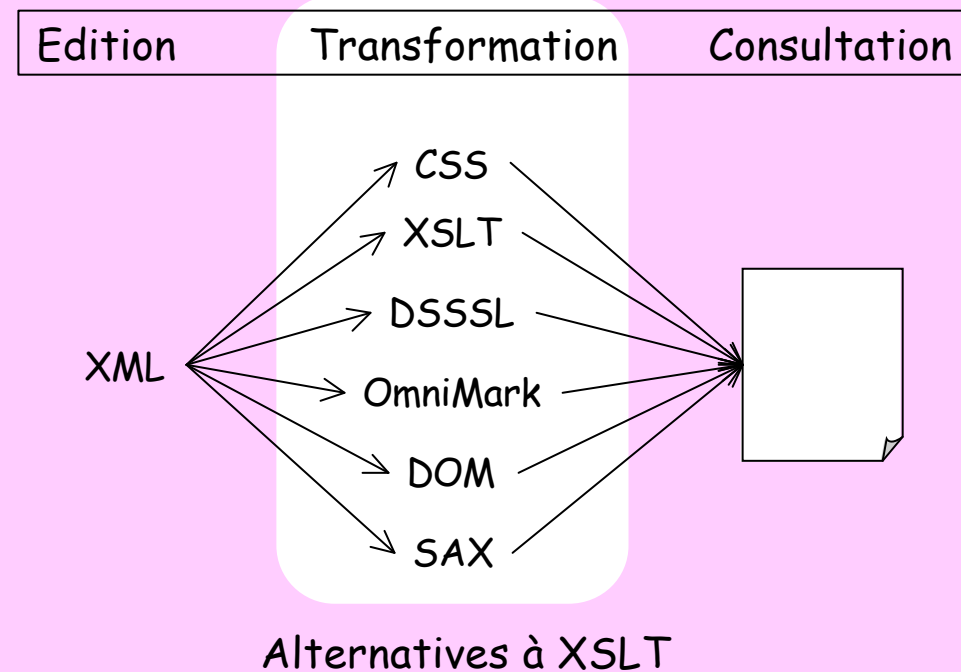 Edition Transformation Consultation
CSS
XSLT
DSSSL
XML
OmniMark
DOM
SAX
Alternatives à XSLT